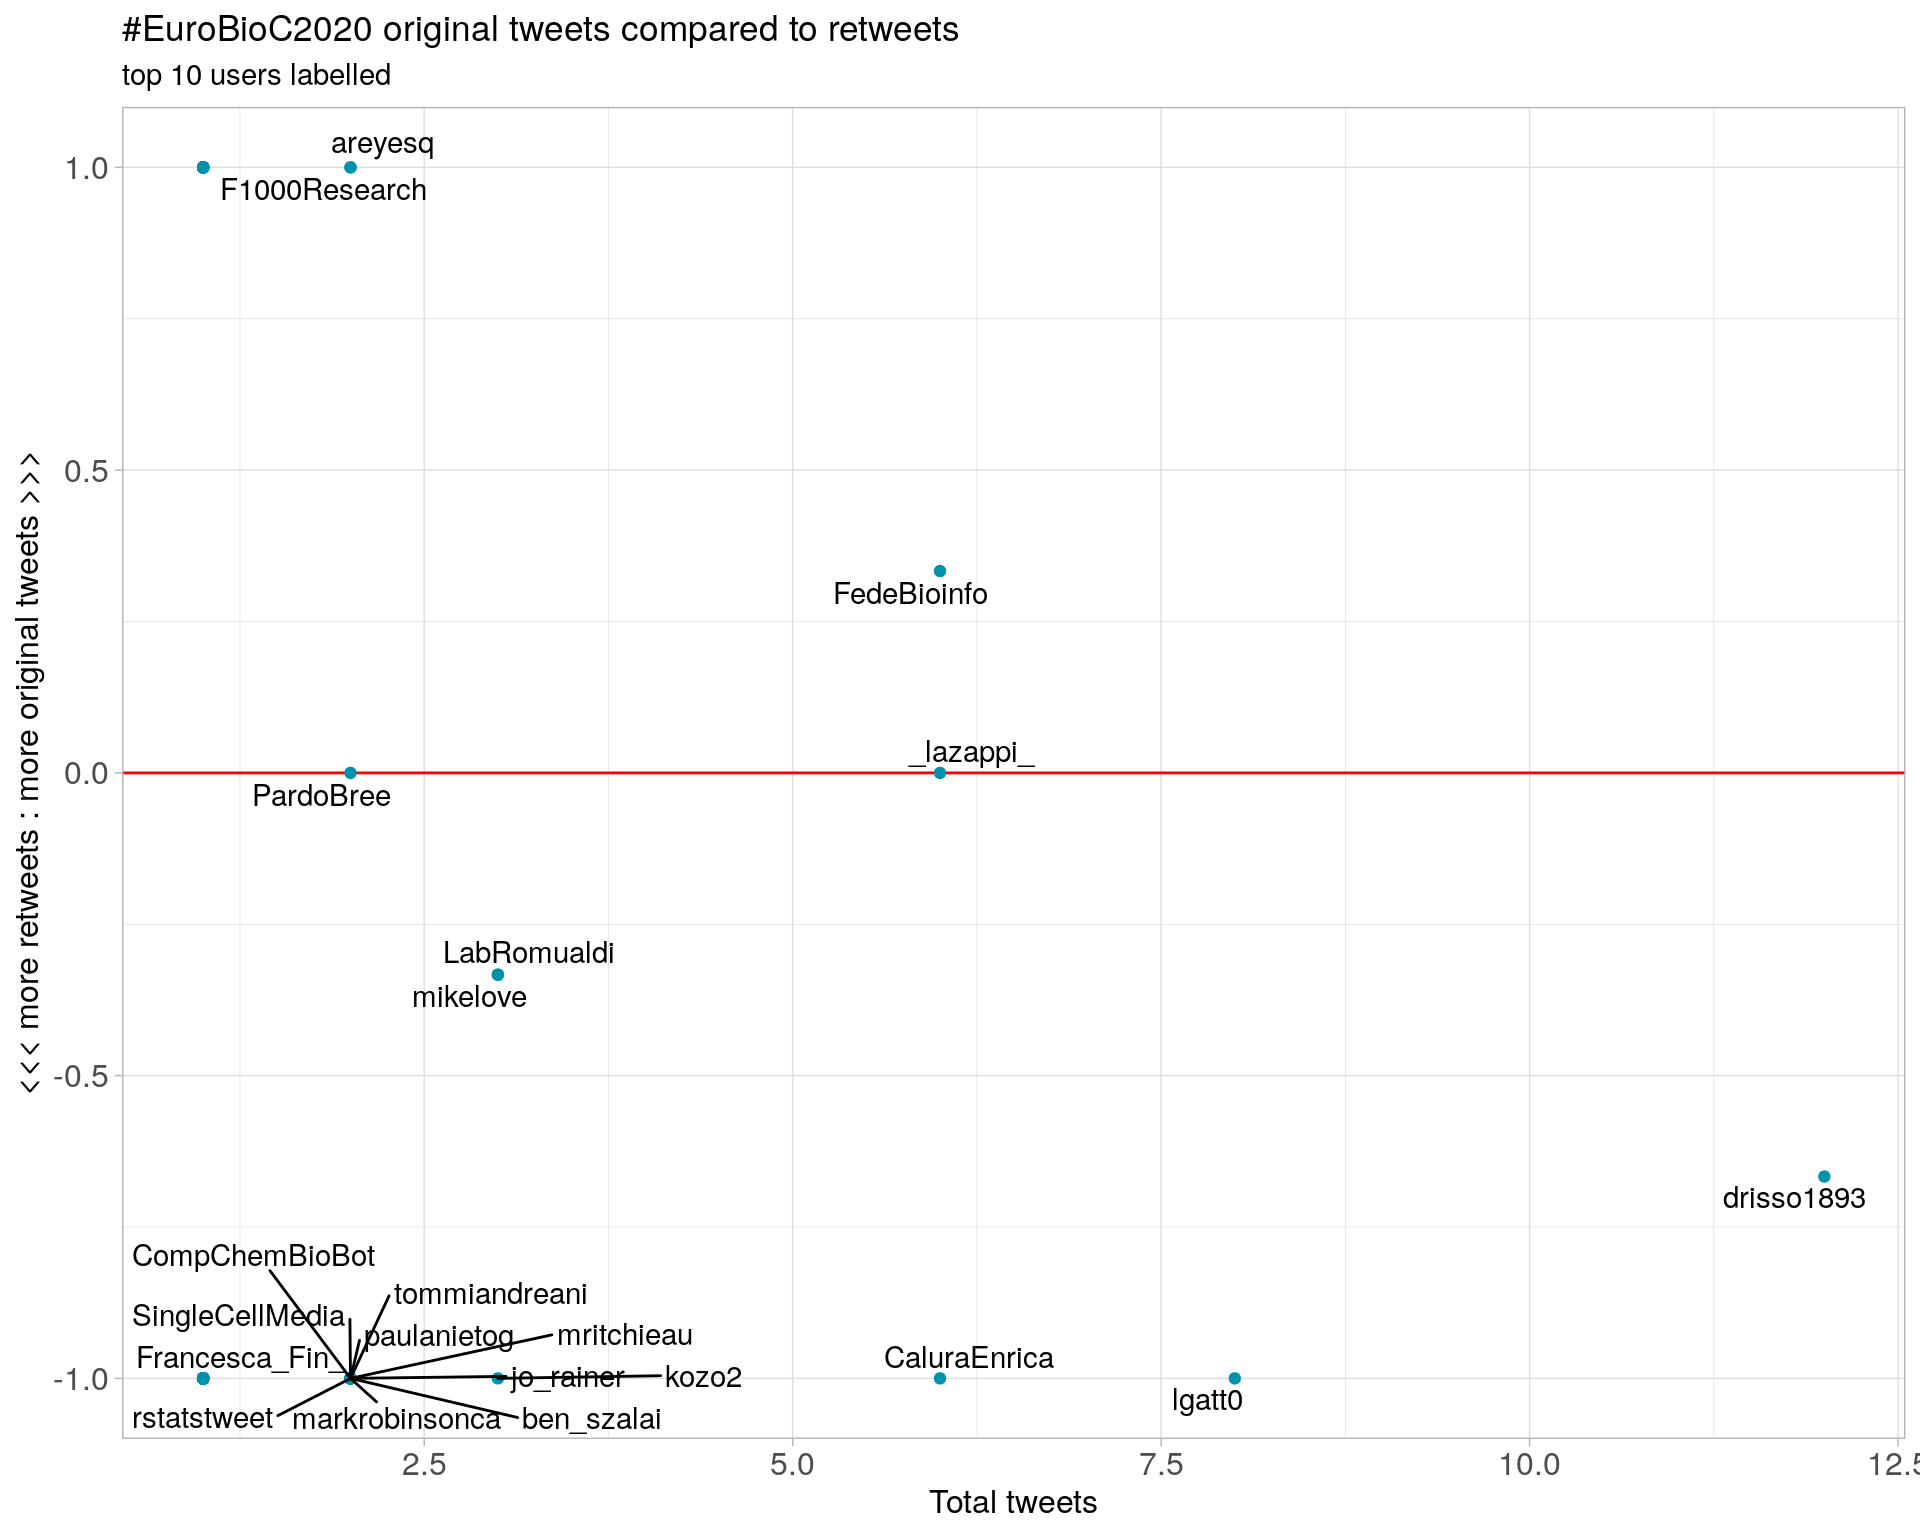 #EuroBioC2020 original tweets compared to retweets
top 10 users labelled
<<< more retweets : more original tweets >>>
1.0
0.5
0.0
-0.5
-1.0
areyesq
F1000Research
FedeBioinfo
_lazappi_
PardoBree
LabRomualdi
mikelove
drisso1893
CompChemBioBot
tommiandreani
SingleCellMedia
paulanietog
mritchieau
Francesca_Fin_
jo_rainer
kozo2
CaluraEnrica
lgatt0
rstatstweet
markrobinsonca
ben_szalai
2.5
5.0
7.5
10.0
12.5
Total tweets